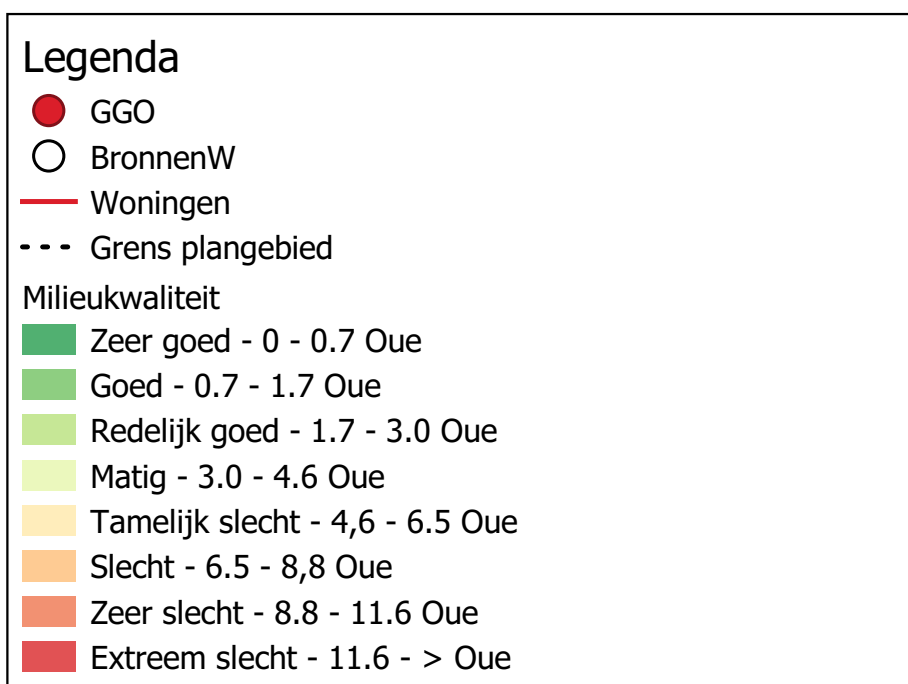 Legenda
GGO
BronnenW
Woningen
Grens plangebied
Milieukwaliteit
Zeer goed - 0 - 0.7 Oue
Goed - 0.7 - 1.7 Oue
Redelijk goed - 1.7 - 3.0 Oue
Matig - 3.0 - 4.6 Oue
Tamelijk slecht - 4,6 - 6.5 Oue
Slecht - 6.5 - 8,8 Oue
Zeer slecht - 8.8 - 11.6 Oue
Extreem slecht - 11.6 - > Oue